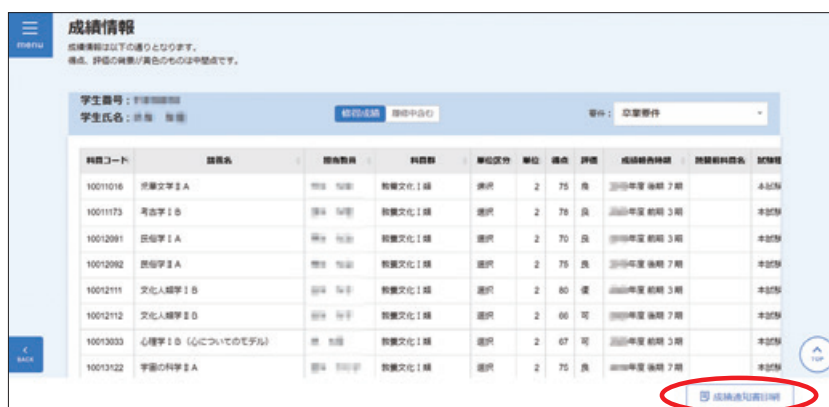 menu
成績情報
成績情報は以下の通りとなります。
得点、評価の背景が黄色のものは中間点です。
学生番号：
学生氏名：
修得成績 履修中含む
要件： 卒業要件
科目コード 講義名 担当教員 科目群 単位区分 単位 得点 評価 成績報告時期 読替前科目名 試験種
10011016 児童文学ⅡA 教養文化Ⅰ類 選択 2 75 良 年度 後期 7期 本試験
10011173 考古学ⅠB 教養文化Ⅰ類 選択 2 78 良 年度 前期 3期 本試験
10012091 民俗学ⅠA 教養文化Ⅰ類 選択 2 70 良 年度 前期 3期 本試験
10012092 民俗学ⅡA 教養文化Ⅰ類 選択 2 75 良 年度 後期 7期 本試験
10012111 文化人類学ⅠB 教養文化Ⅰ類 選択 2 80 優 年度 前期 3期 本試験
10012112 文化人類学ⅡB 教養文化Ⅰ類 選択 2 66 可 年度 後期 7期 本試験
10013033 心理学ⅠB（心についてのモデル） 教養文化Ⅰ類 選択 2 67 可 年度 前期 3期 本試験
10013122 宇宙の科学ⅡA 教養文化Ⅰ類 選択 2 75 良 年度 後期 7期 本試験
BACK
TOP
成績通知書印刷